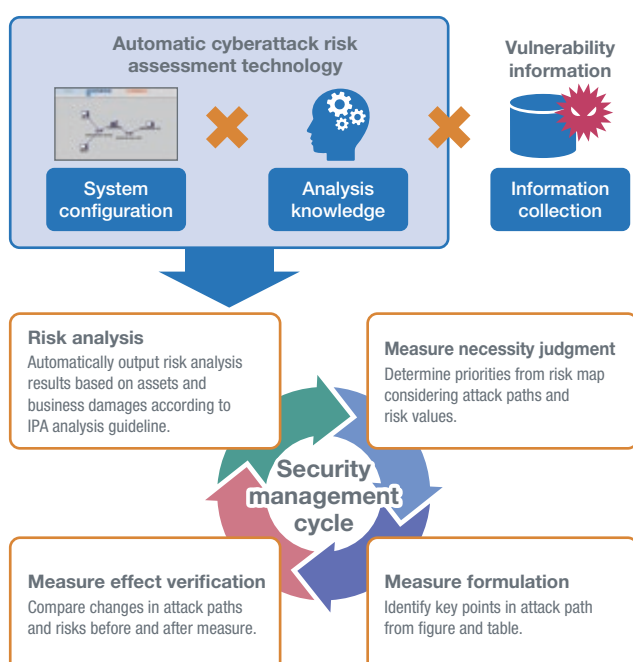 Automatic cyberattack risk
assessment technology
Vulnerability
information
System
configuration
Analysis
knowledge
Information
collection
Risk analysis
Automatically output risk analysis
results based on assets and
business damages according to
IPA analysis guideline.
Measure necessity judgment
Determine priorities from risk map
considering attack paths and
risk values.
Security
management
cycle
Measure effect verification
Compare changes in attack paths
and risks before and after measure.
Measure formulation
Identify key points in attack path
from figure and table.